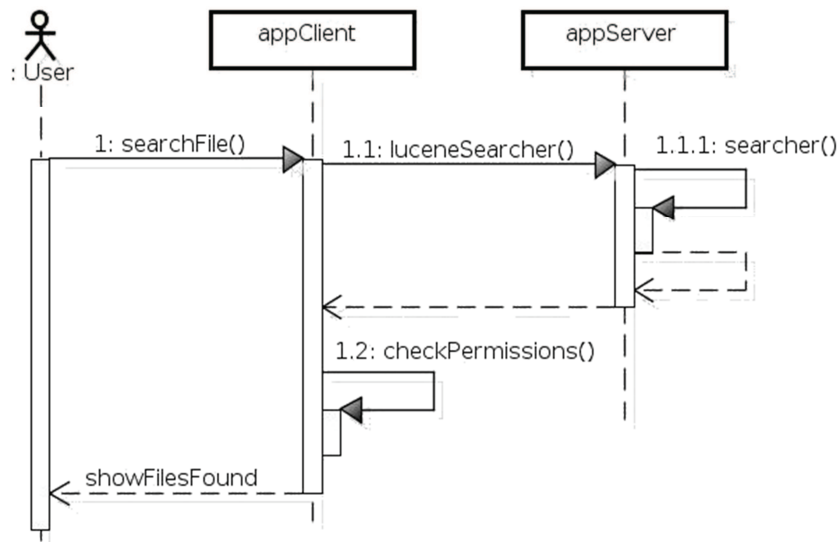 appClient
appServer
: User
1: searchFile()
1.1: luceneSearcher()
1.1.1: searcher()
1.2: checkPermissions()
showFilesFound